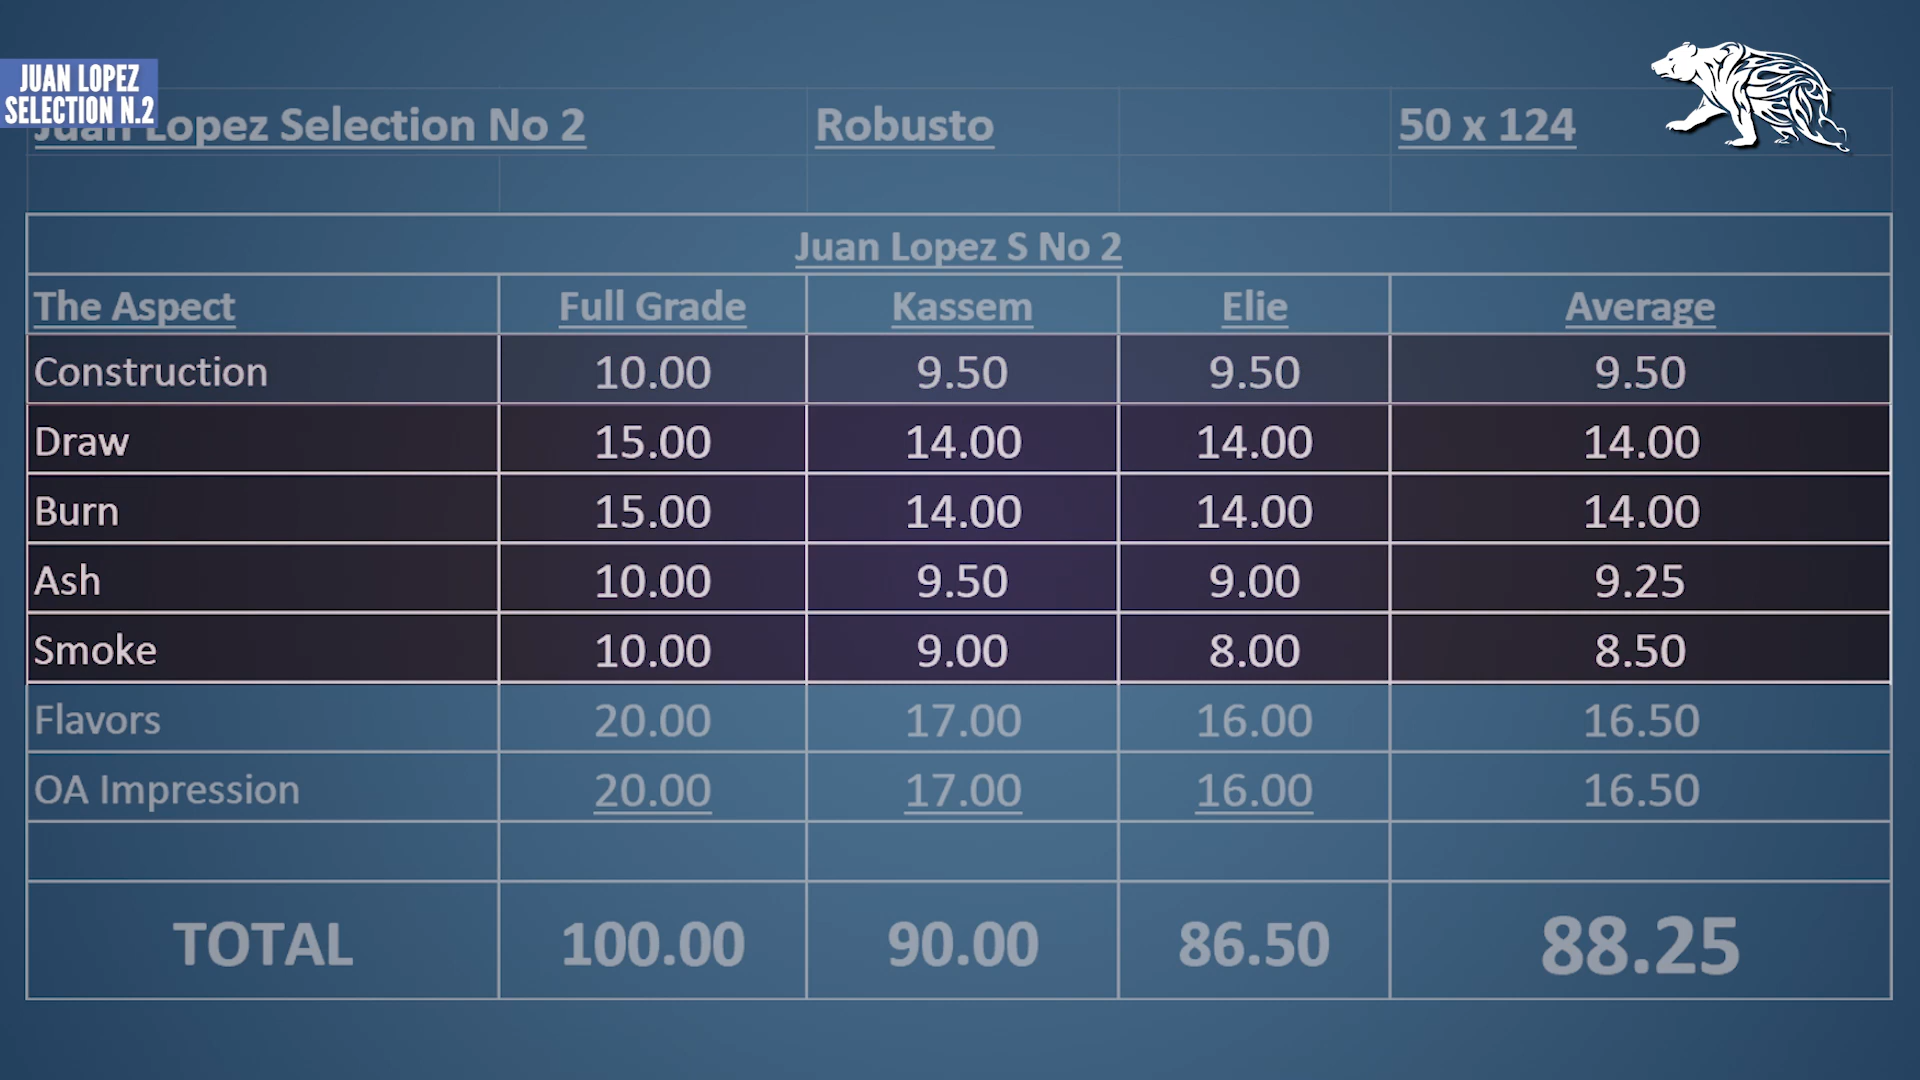 JUAN LOPEZ
SELECTION N.2
Juan Lopez Selection No 2 Robusto 50 x 124
Juan Lopez S No 2
The Aspect Full Grade Kassem Elie Average
Construction 10.00 9.50 9.50 9.50
Draw 15.00 14.00 14.00 14.00
Burn 15.00 14.00 14.00 14.00
Ash 10.00 9.50 9.00 9.25
Smoke 10.00 9.00 8.00 8.50
Flavors 20.00 17.00 16.00 16.50
OA Impression 20.00 17.00 16.00 16.50
TOTAL 100.00 90.00 86.50 88.25